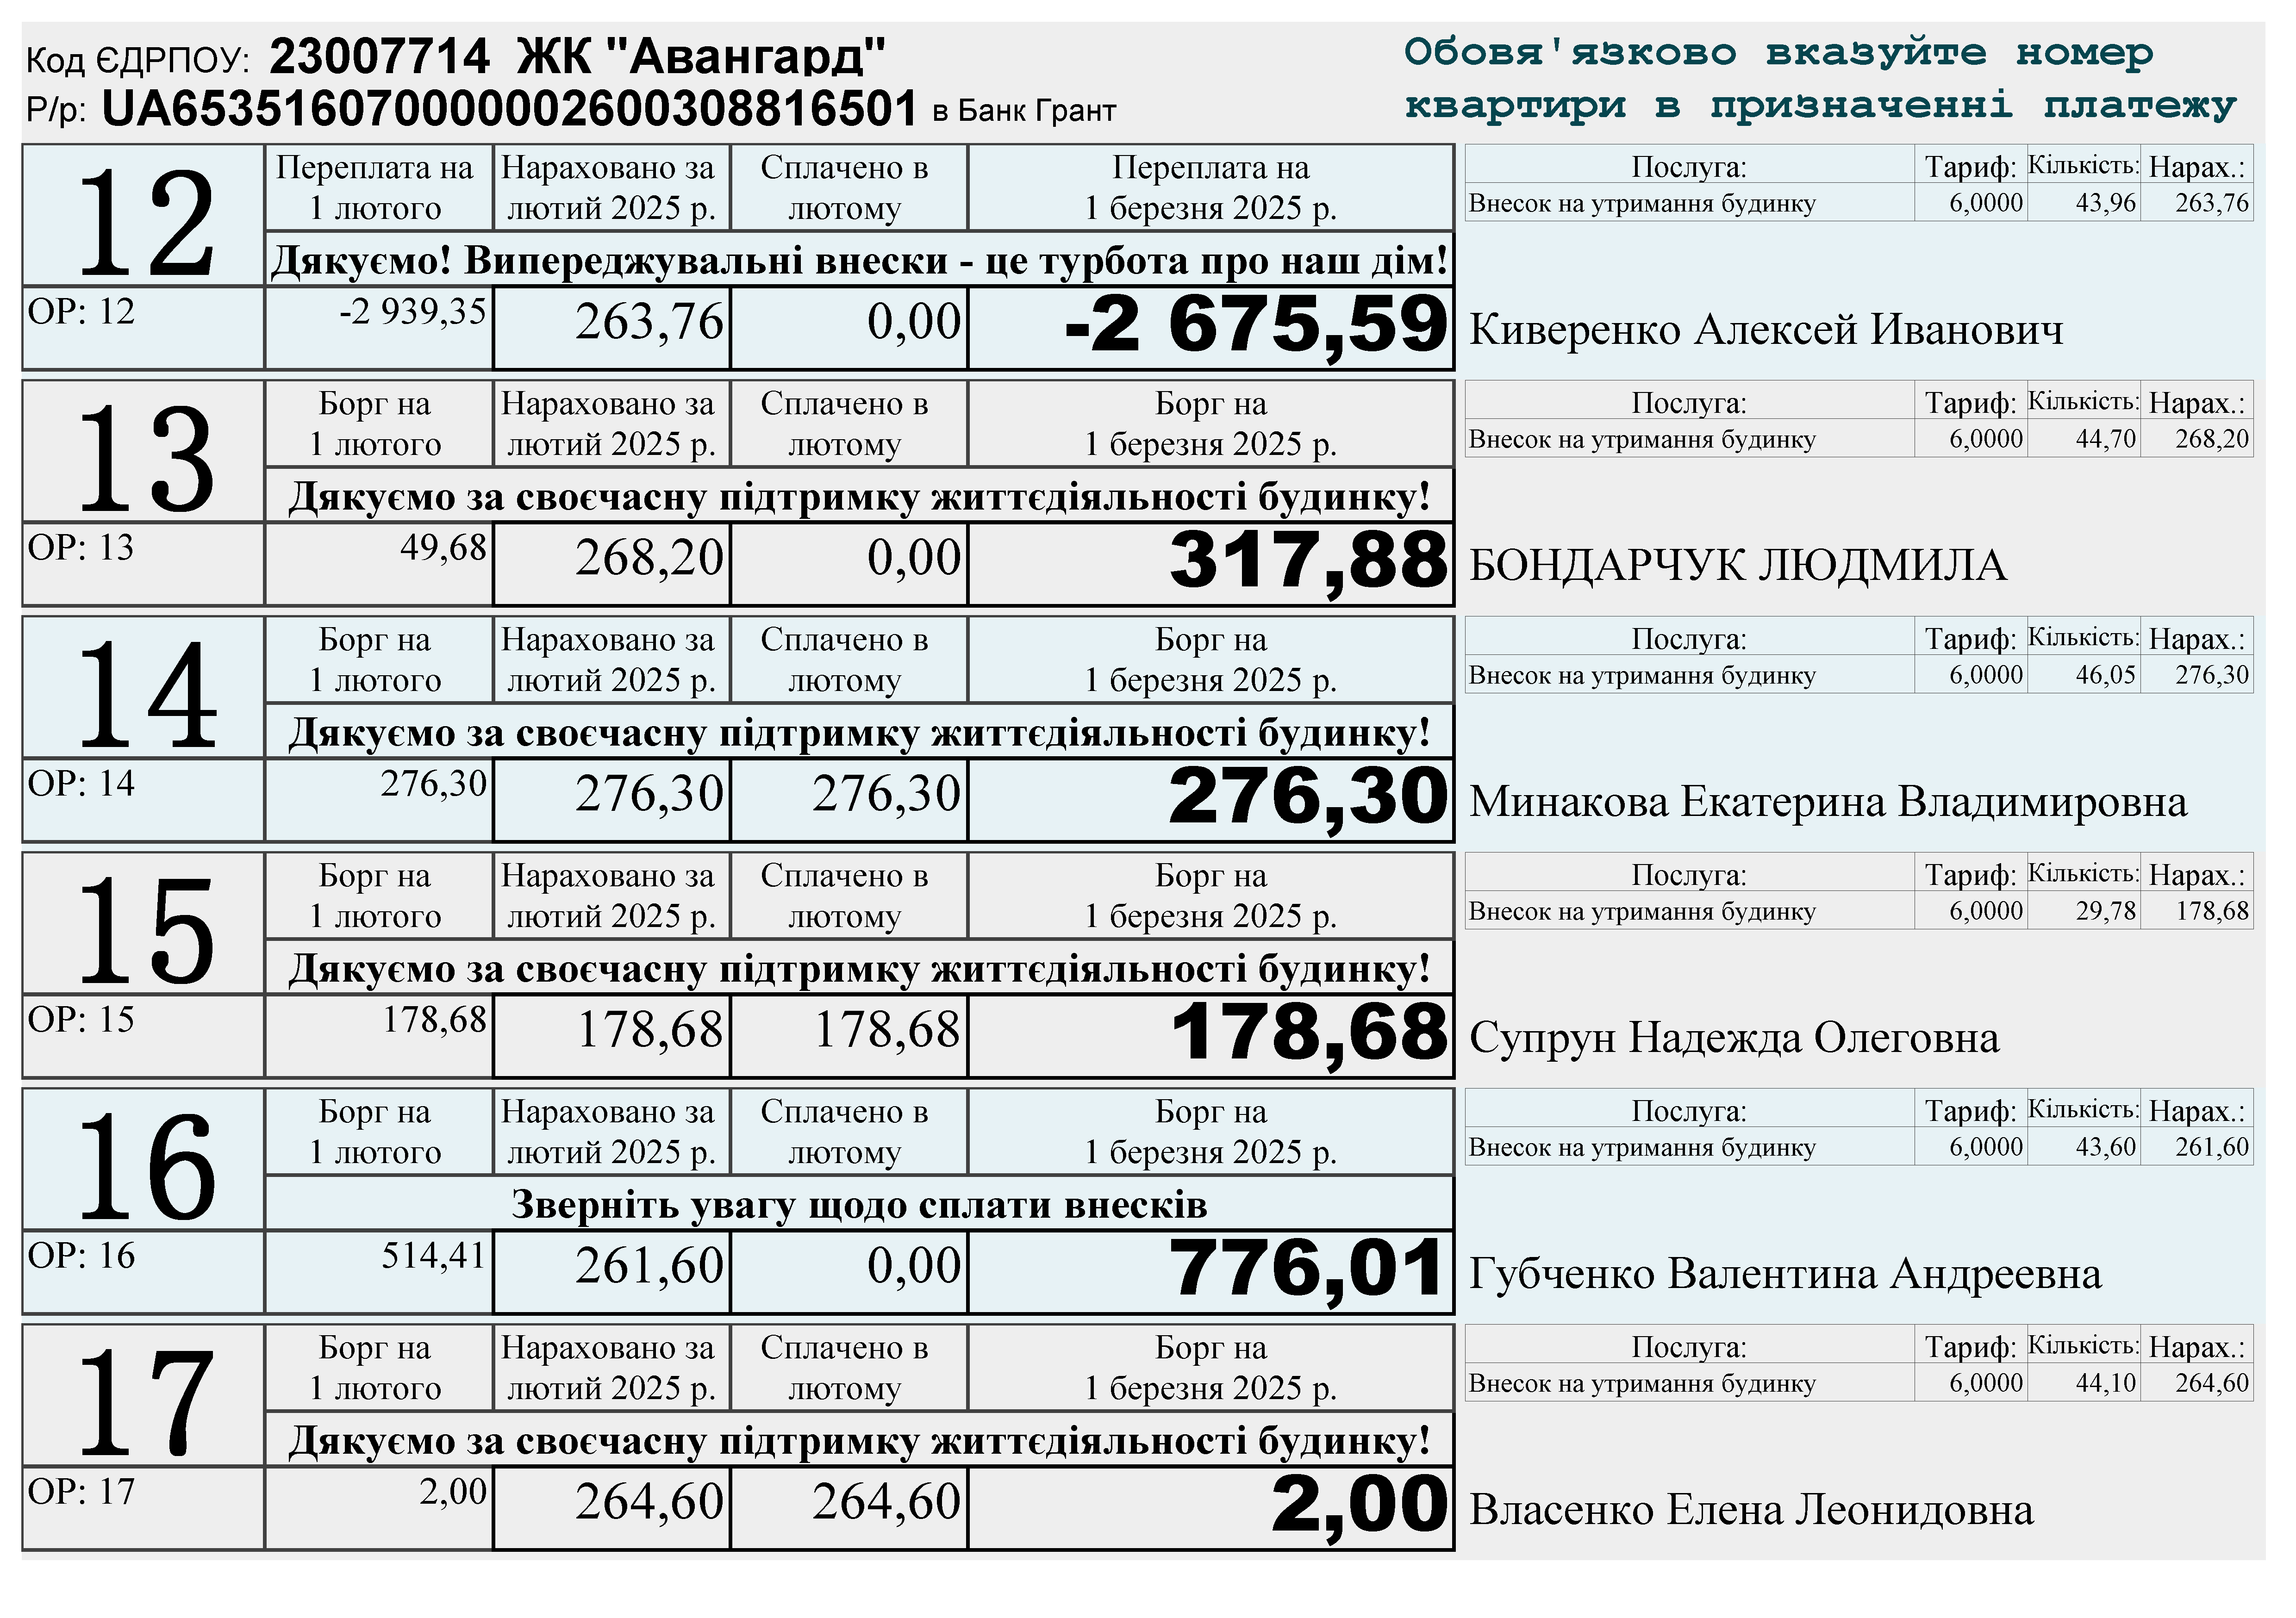 Код ЄДРПОУ: 23007714 ЖК "Авангард"
Р/р: UA653516070000002600308816501 в Банк Грант
Обовя'язково вказуйте номер
квартири в призначенні платежу
12
Переплата на
1 лютого
Нараховано за
лютий 2025 р.
Сплачено в
лютому
Переплата на
1 березня 2025 р.
Дякуємо! Випереджувальні внески - це турбота про наш дім!
ОР: 12 -2 939,35 263,76 0,00 -2 675,59
Послуга: Тариф: Кількість: Нарах.:
Внесок на утримання будинку 6,0000 43,96 263,76
Киверенко Алексей Иванович
13
Борг на
1 лютого
Нараховано за
лютий 2025 р.
Сплачено в
лютому
Борг на
1 березня 2025 р.
Дякуємо за своєчасну підтримку життєдіяльності будинку!
ОР: 13 49,68 268,20 0,00 317,88
Послуга: Тариф: Кількість: Нарах.:
Внесок на утримання будинку 6,0000 44,70 268,20
БОНДАРЧУК ЛЮДМИЛА
14
Борг на
1 лютого
Нараховано за
лютий 2025 р.
Сплачено в
лютому
Борг на
1 березня 2025 р.
Дякуємо за своєчасну підтримку життєдіяльності будинку!
ОР: 14 276,30 276,30 276,30 276,30
Послуга: Тариф: Кількість: Нарах.:
Внесок на утримання будинку 6,0000 46,05 276,30
Минакова Екатерина Владимировна
15
Борг на
1 лютого
Нараховано за
лютий 2025 р.
Сплачено в
лютому
Борг на
1 березня 2025 р.
Дякуємо за своєчасну підтримку життєдіяльності будинку!
ОР: 15 178,68 178,68 178,68 178,68
Послуга: Тариф: Кількість: Нарах.:
Внесок на утримання будинку 6,0000 29,78 178,68
Супрун Надежда Олеговна
16
Борг на
1 лютого
Нараховано за
лютий 2025 р.
Сплачено в
лютому
Борг на
1 березня 2025 р.
Зверніть увагу щодо сплати внесків
ОР: 16 514,41 261,60 0,00 776,01
Послуга: Тариф: Кількість: Нарах.:
Внесок на утримання будинку 6,0000 43,60 261,60
Губченко Валентина Андреевна
17
Борг на
1 лютого
Нараховано за
лютий 2025 р.
Сплачено в
лютому
Борг на
1 березня 2025 р.
Дякуємо за своєчасну підтримку життєдіяльності будинку!
ОР: 17 2,00 264,60 264,60 2,00
Послуга: Тариф: Кількість: Нарах.:
Внесок на утримання будинку 6,0000 44,10 264,60
Власенко Елена Леонидовна